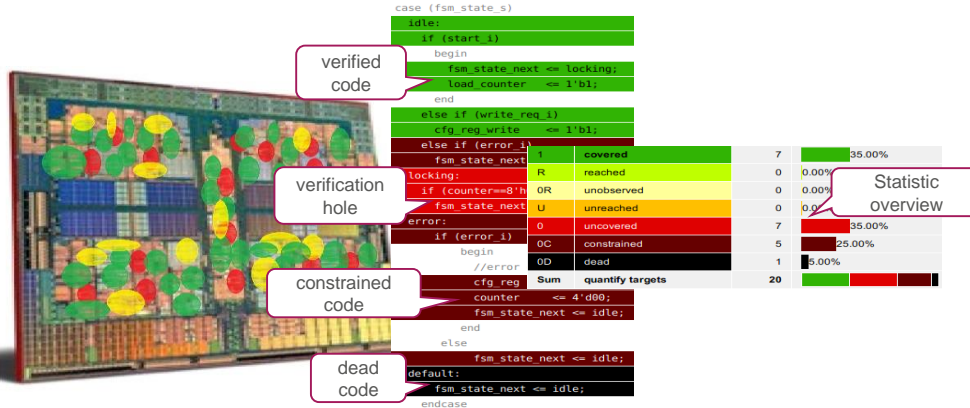 case (fsm_state_s)
idle:
if (start_i)
begin
fsm_state_next <= locking;
load_counter <= 1'b1;
end
else if (write_req_i)
cfg_reg_write <= 1'b1;
else if (error_i)
fsm_state_next
locking:
if (counter==8'h
fsm_state_next
error:
if (error_i)
begin
//error
cfg_reg
counter <= 4'd00;
fsm_state_next <= idle;
end
else
fsm_state_next <= idle;
default:
fsm_state_next <= idle;
endcase
verified
code
verification
hole
constrained
code
dead
code
1 covered 7 35.00%
R reached 0 0.00%
0R unobserved 0 0.00%
U unreached 0 0.00%
0 uncovered 7 35.00%
0C constrained 5 25.00%
0D dead 1 5.00%
Sum quantify targets 20
Statistic
overview